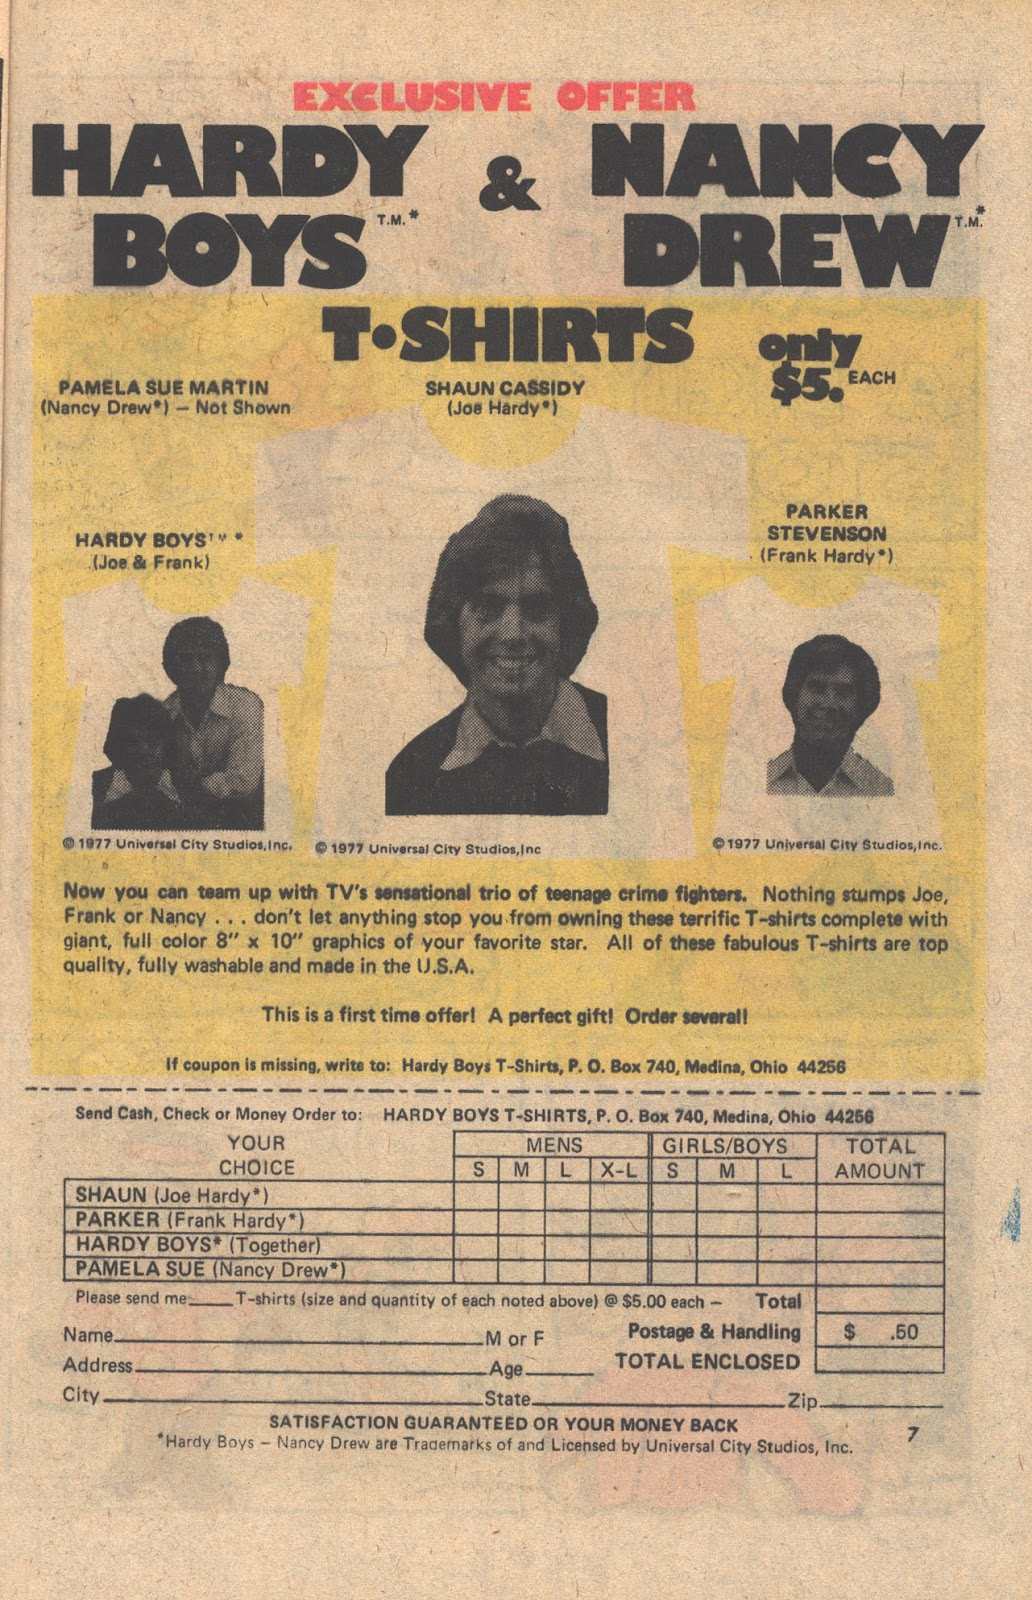 EXCLUSIVE OFFER
HARDY BOYS T.M.* & NANCY DREW T.M.*
T•SHIRTS
only $5. EACH
PAMELA SUE MARTIN
(Nancy Drew*) — Not Shown
SHAUN CASSIDY
(Joe Hardy*)
HARDY BOYS™ *
(Joe & Frank)
PARKER
STEVENSON
(Frank Hardy*)
© 1977 Universal City Studios,Inc.
© 1977 Universal City Studios,Inc
© 1977 Universal City Studios,Inc.
Now you can team up with TV's sensational trio of teenage crime fighters. Nothing stumps Joe,
Frank or Nancy . . . don't let anything stop you from owning these terrific T-shirts complete with
giant, full color 8" x 10" graphics of your favorite star. All of these fabulous T-shirts are top
quality, fully washable and made in the U.S.A.
This is a first time offer! A perfect gift! Order several!
If coupon is missing, write to: Hardy Boys T-Shirts, P. O. Box 740, Medina, Ohio 44256
Send Cash, Check or Money Order to: HARDY BOYS T-SHIRTS, P. O. Box 740, Medina, Ohio 44256
YOUR CHOICE MENS GIRLS/BOYS TOTAL AMOUNT
S M L X-L S M L
SHAUN (Joe Hardy*)
PARKER (Frank Hardy*)
HARDY BOYS* (Together)
PAMELA SUE (Nancy Drew*)
Please send me____ T-shirts (size and quantity of each noted above) @ $5.00 each — Total
Name M or F Postage & Handling $ .50
Address Age TOTAL ENCLOSED
City State Zip
SATISFACTION GUARANTEED OR YOUR MONEY BACK
*Hardy Boys — Nancy Drew are Trademarks of and Licensed by Universal City Studios, Inc.
7